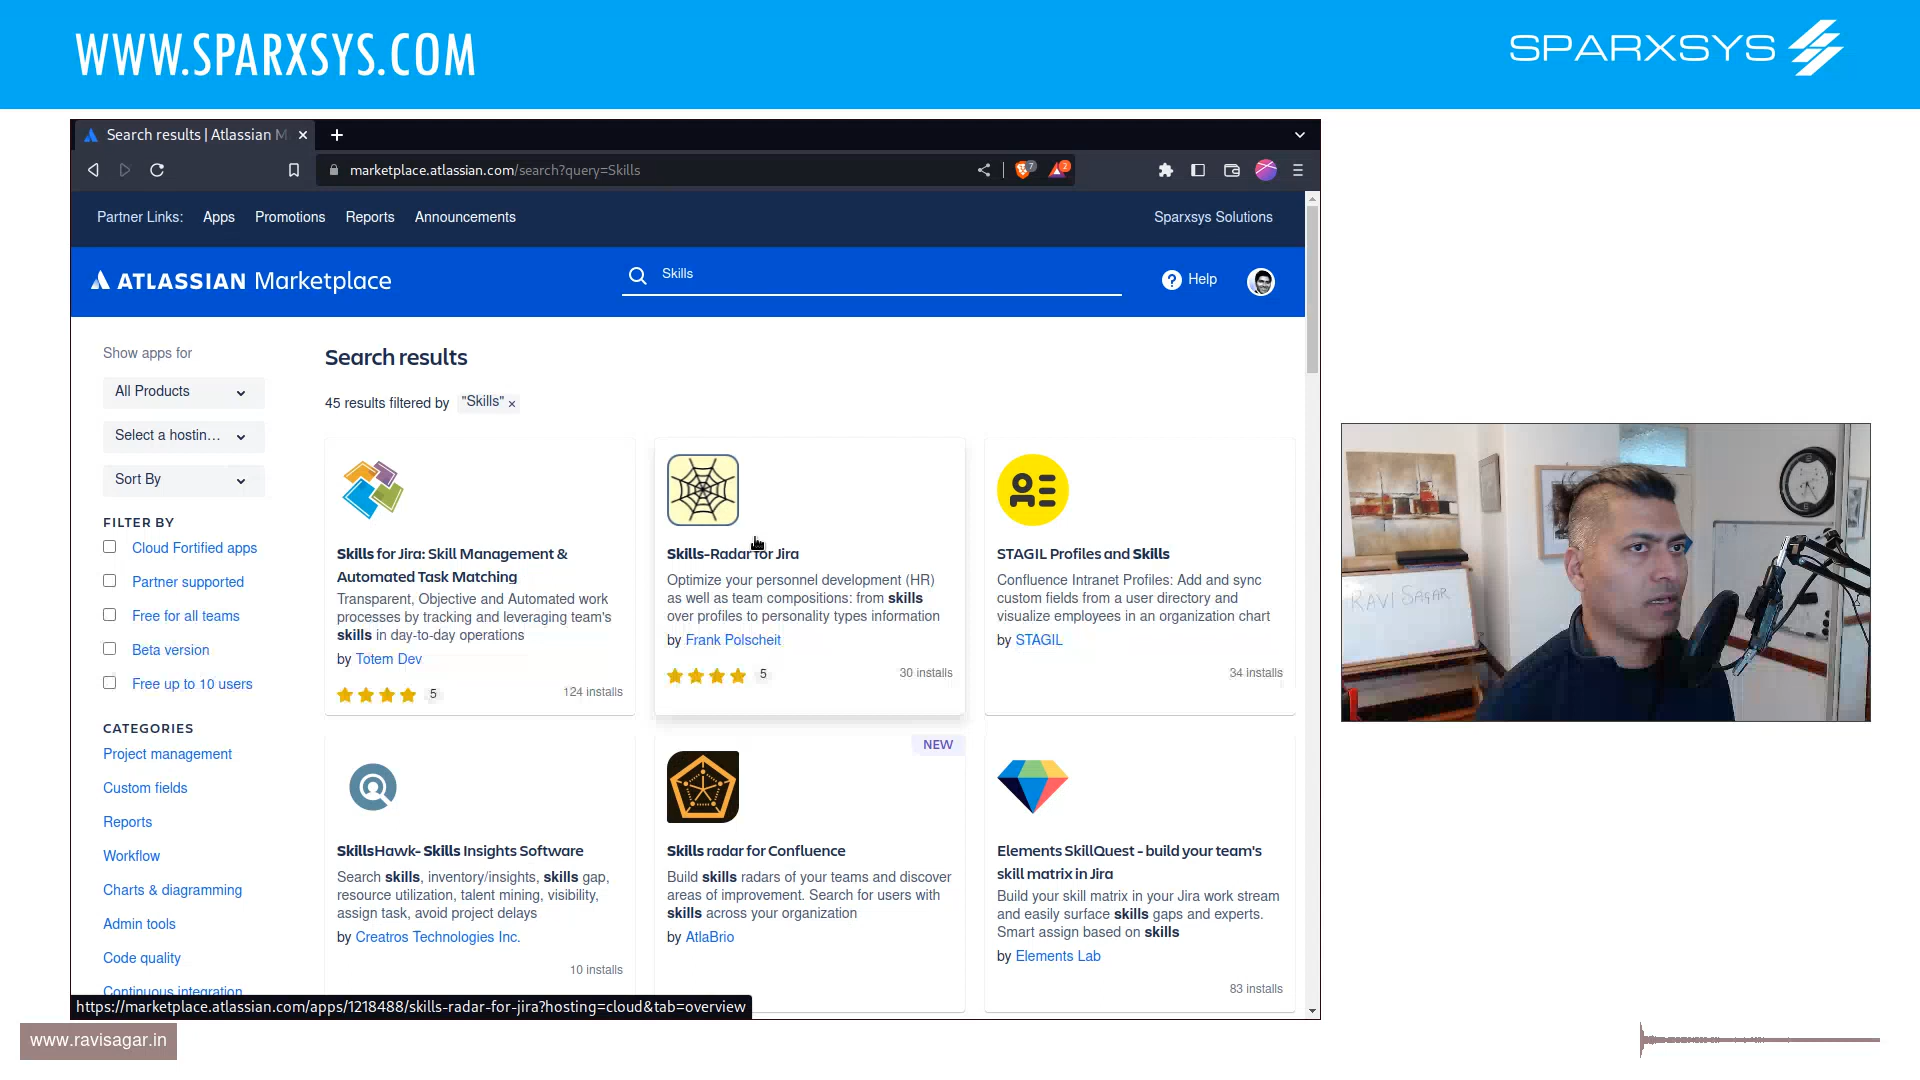 WWW.SPARXSYS.COM
SPARXSYS
Search results | Atlassian M
marketplace.atlassian.com/search?query=Skills
7
2
Partner Links:
Apps
Promotions
Reports
Announcements
Sparxsys Solutions
ATLASSIAN Marketplace
Skills
Help
Show apps for
All Products
Select a hostin...
Sort By
FILTER BY
Cloud Fortified apps
Partner supported
Free for all teams
Beta version
Free up to 10 users
CATEGORIES
Project management
Custom fields
Reports
Workflow
Charts & diagramming
Admin tools
Code quality
Continuous integration
Search results
45 results filtered by "Skills" ×
Skills for Jira: Skill Management &
Automated Task Matching
Transparent, Objective and Automated work
processes by tracking and leveraging team's
skills in day-to-day operations
by Totem Dev
5
124 installs
Skills-Radar for Jira
Optimize your personnel development (HR)
as well as team compositions: from skills
over profiles to personality types information
by Frank Polscheit
5
30 installs
STAGIL Profiles and Skills
Confluence Intranet Profiles: Add and sync
custom fields from a user directory and
visualize employees in an organization chart
by STAGIL
34 installs
SkillsHawk- Skills Insights Software
Search skills, inventory/insights, skills gap,
resource utilization, talent mining, visibility,
assign task, avoid project delays
by Creatros Technologies Inc.
10 installs
NEW
Skills radar for Confluence
Build skills radars of your teams and discover
areas of improvement. Search for users with
skills across your organization
by AtlaBrio
Elements SkillQuest - build your team's
skill matrix in Jira
Build your skill matrix in your Jira work stream
and easily surface skills gaps and experts.
Smart assign based on skills
by Elements Lab
83 installs
https://marketplace.atlassian.com/apps/1218488/skills-radar-for-jira?hosting=cloud&tab=overview
RAVI SAGAR
www.ravisagar.in